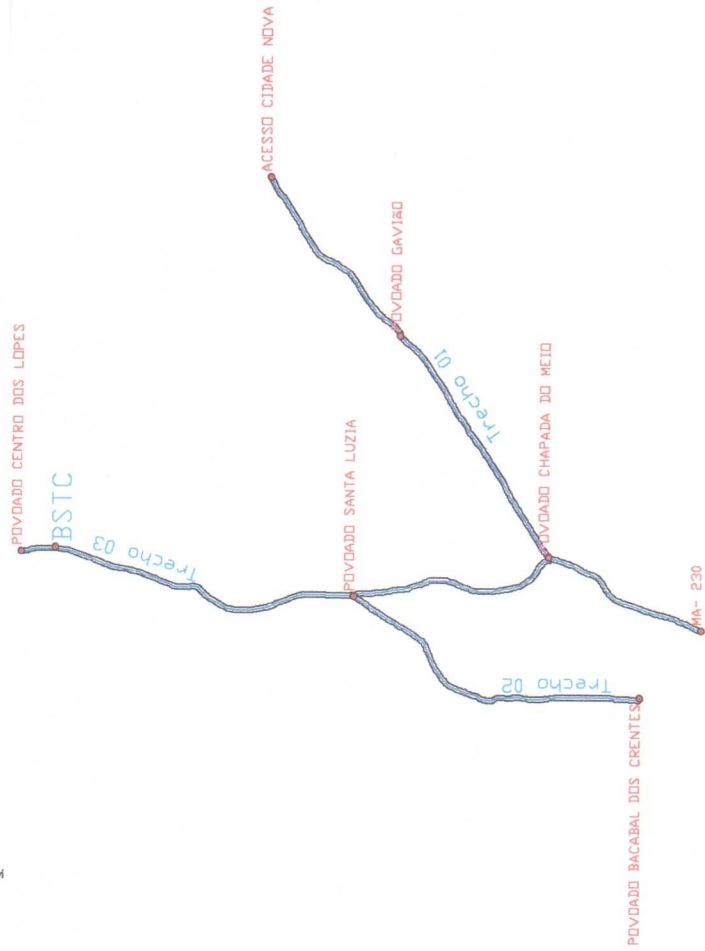 POVOADO CENTRO DOS LOPES
BSTC
Trecho 03
ACESSO CIDADE NOVA
POVOADO GAVIÃO
Trecho 01
POVOADO SANTA LUZIA
POVOADO CHAPADA DO MEIO
MA- 230
Trecho 02
POVOADO BACABAL DOS CRENTES